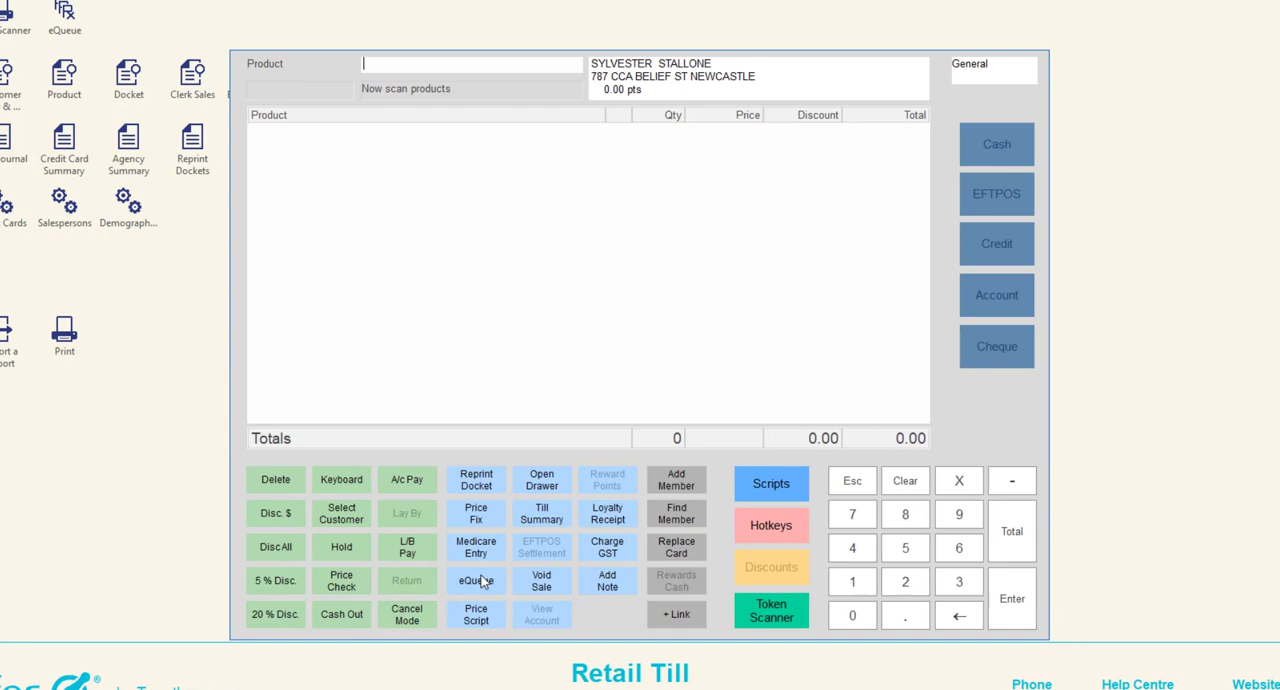 Scanner
eQueue
Product
Docket
Clerk Sales
Credit Card
Summary
Agency
Summary
Reprint
Dockets
Cards
Salespersons
Demograph...
Print
Product
Now scan products
SYLVESTER STALLONE
787 CCA BELIEF ST NEWCASTLE
0.00 pts
General
Product Qty Price Discount Total
Cash
EFTPOS
Credit
Account
Cheque
Totals 0 0.00 0.00
Delete
Keyboard
A/c Pay
Reprint
Docket
Open
Drawer
Reward
Points
Add
Member
Scripts
Esc
Clear
X
-
Disc. $
Select
Customer
Lay By
Price
Fix
Till
Summary
Loyalty
Receipt
Find
Member
Hotkeys
7
8
9
Total
Disc All
Hold
L/B
Pay
Medicare
Entry
EFTPOS
Settlement
Charge
GST
Replace
Card
Discounts
4
5
6
5 % Disc.
Price
Check
Return
eQueue
Void
Sale
Add
Note
Rewards
Cash
1
2
3
Enter
20 % Disc.
Cash Out
Cancel
Mode
Price
Script
View
Account
+ Link
Token
Scanner
0
.
←
Retail Till
Phone
Help Centre
Website